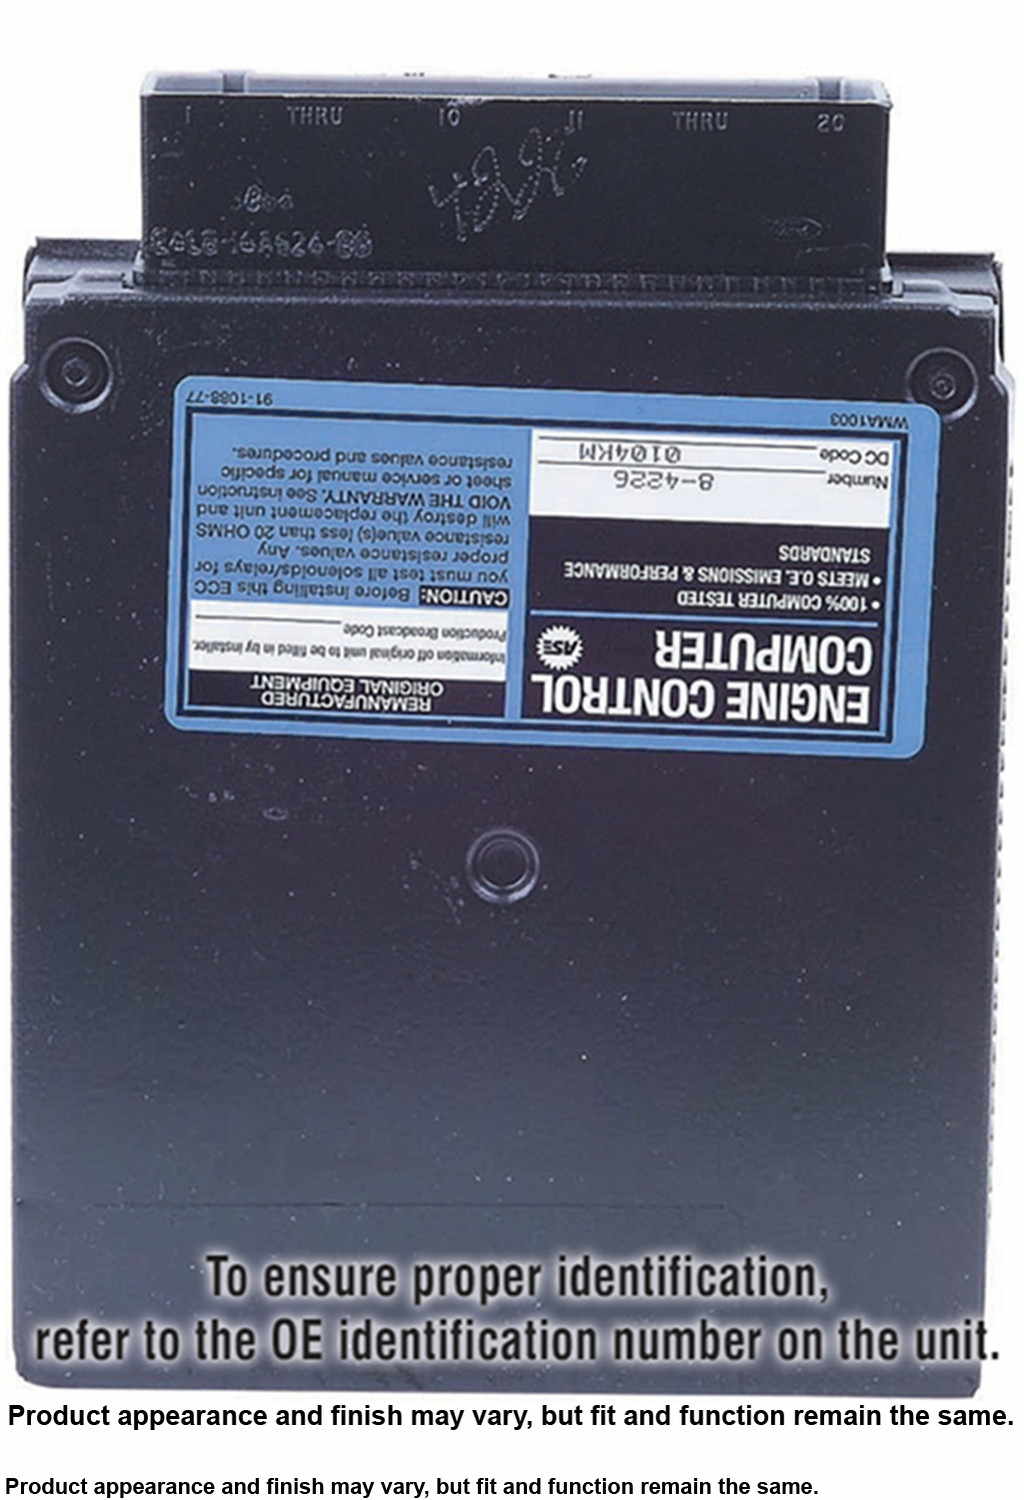 1 THRU 10 11 THRU 20
WMA1003
91-1088-77
ENGINE CONTROL
COMPUTER
ASE
• 100% COMPUTER TESTED
• MEETS O.E. EMISSIONS & PERFORMANCE
STANDARDS
Number 8-4226
DC Code 0104KM
REMANUFACTURED
ORIGINAL EQUIPMENT
Information off original unit to be filled in by installer.
Production Broadcast Code
CAUTION: Before installing this ECC
you must test all solenoids/relays for
proper resistance values. Any
resistance value(s) less than 20 OHMS
will destroy the replacement unit and
VOID THE WARRANTY. See instruction
sheet or service manual for specific
resistance values and procedures.
To ensure proper identification,
refer to the OE identification number on the unit.
Product appearance and finish may vary, but fit and function remain the same.
Product appearance and finish may vary, but fit and function remain the same.